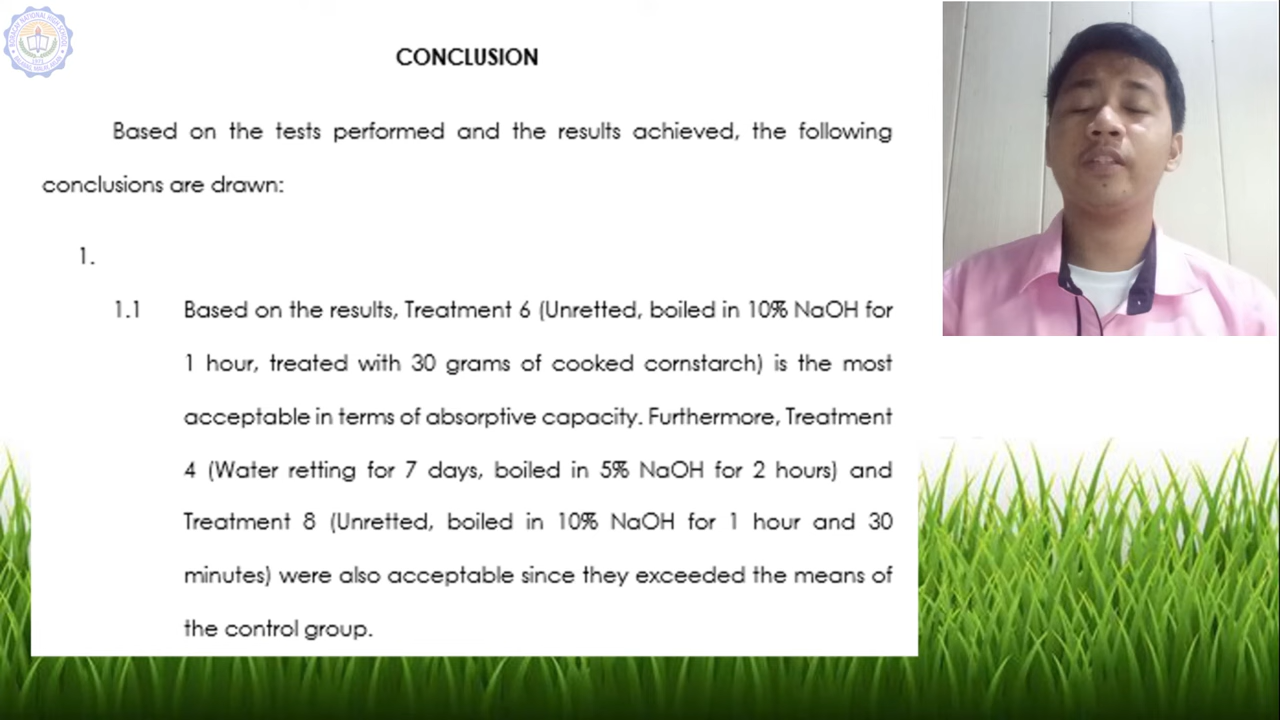 CONCLUSION
Based on the tests performed and the results achieved, the following
conclusions are drawn:
1.
1.1 Based on the results, Treatment 6 (Unretted, boiled in 10% NaOH for
1 hour, treated with 30 grams of cooked cornstarch) is the most
acceptable in terms of absorptive capacity. Furthermore, Treatment
4 (Water retting for 7 days, boiled in 5% NaOH for 2 hours) and
Treatment 8 (Unretted, boiled in 10% NaOH for 1 hour and 30
minutes) were also acceptable since they exceeded the means of
the control group.